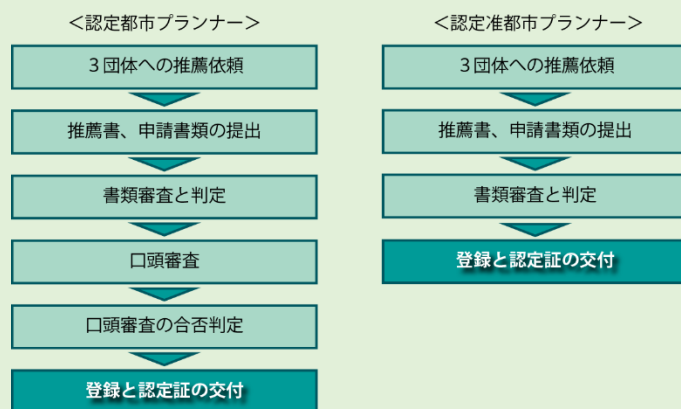 ＜認定都市プランナー＞
３団体への推薦依頼
推薦書、申請書類の提出
書類審査と判定
口頭審査
口頭審査の合否判定
登録と認定証の交付
＜認定准都市プランナー＞
３団体への推薦依頼
推薦書、申請書類の提出
書類審査と判定
登録と認定証の交付